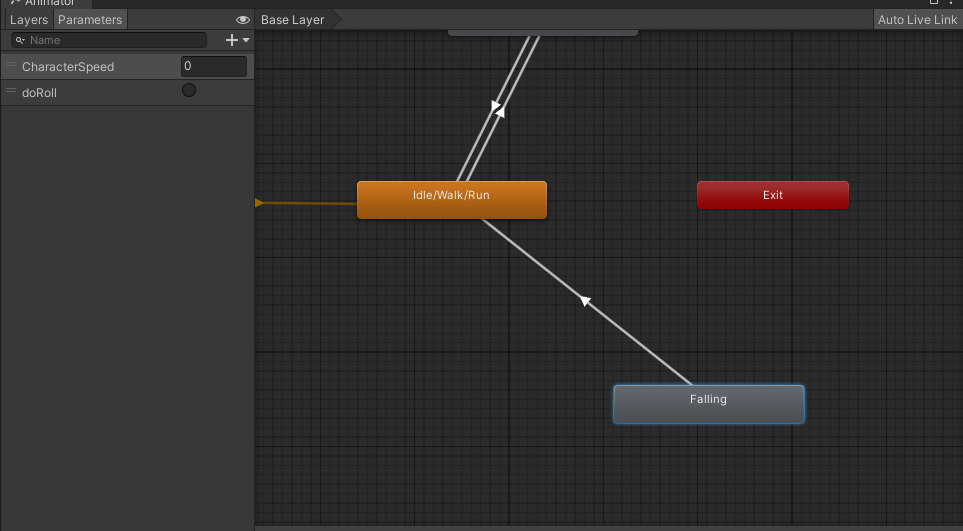 Animator
Layers Parameters
Base Layer
Auto Live Link
Name
CharacterSpeed 0
doRoll
Idle/Walk/Run
Exit
Falling